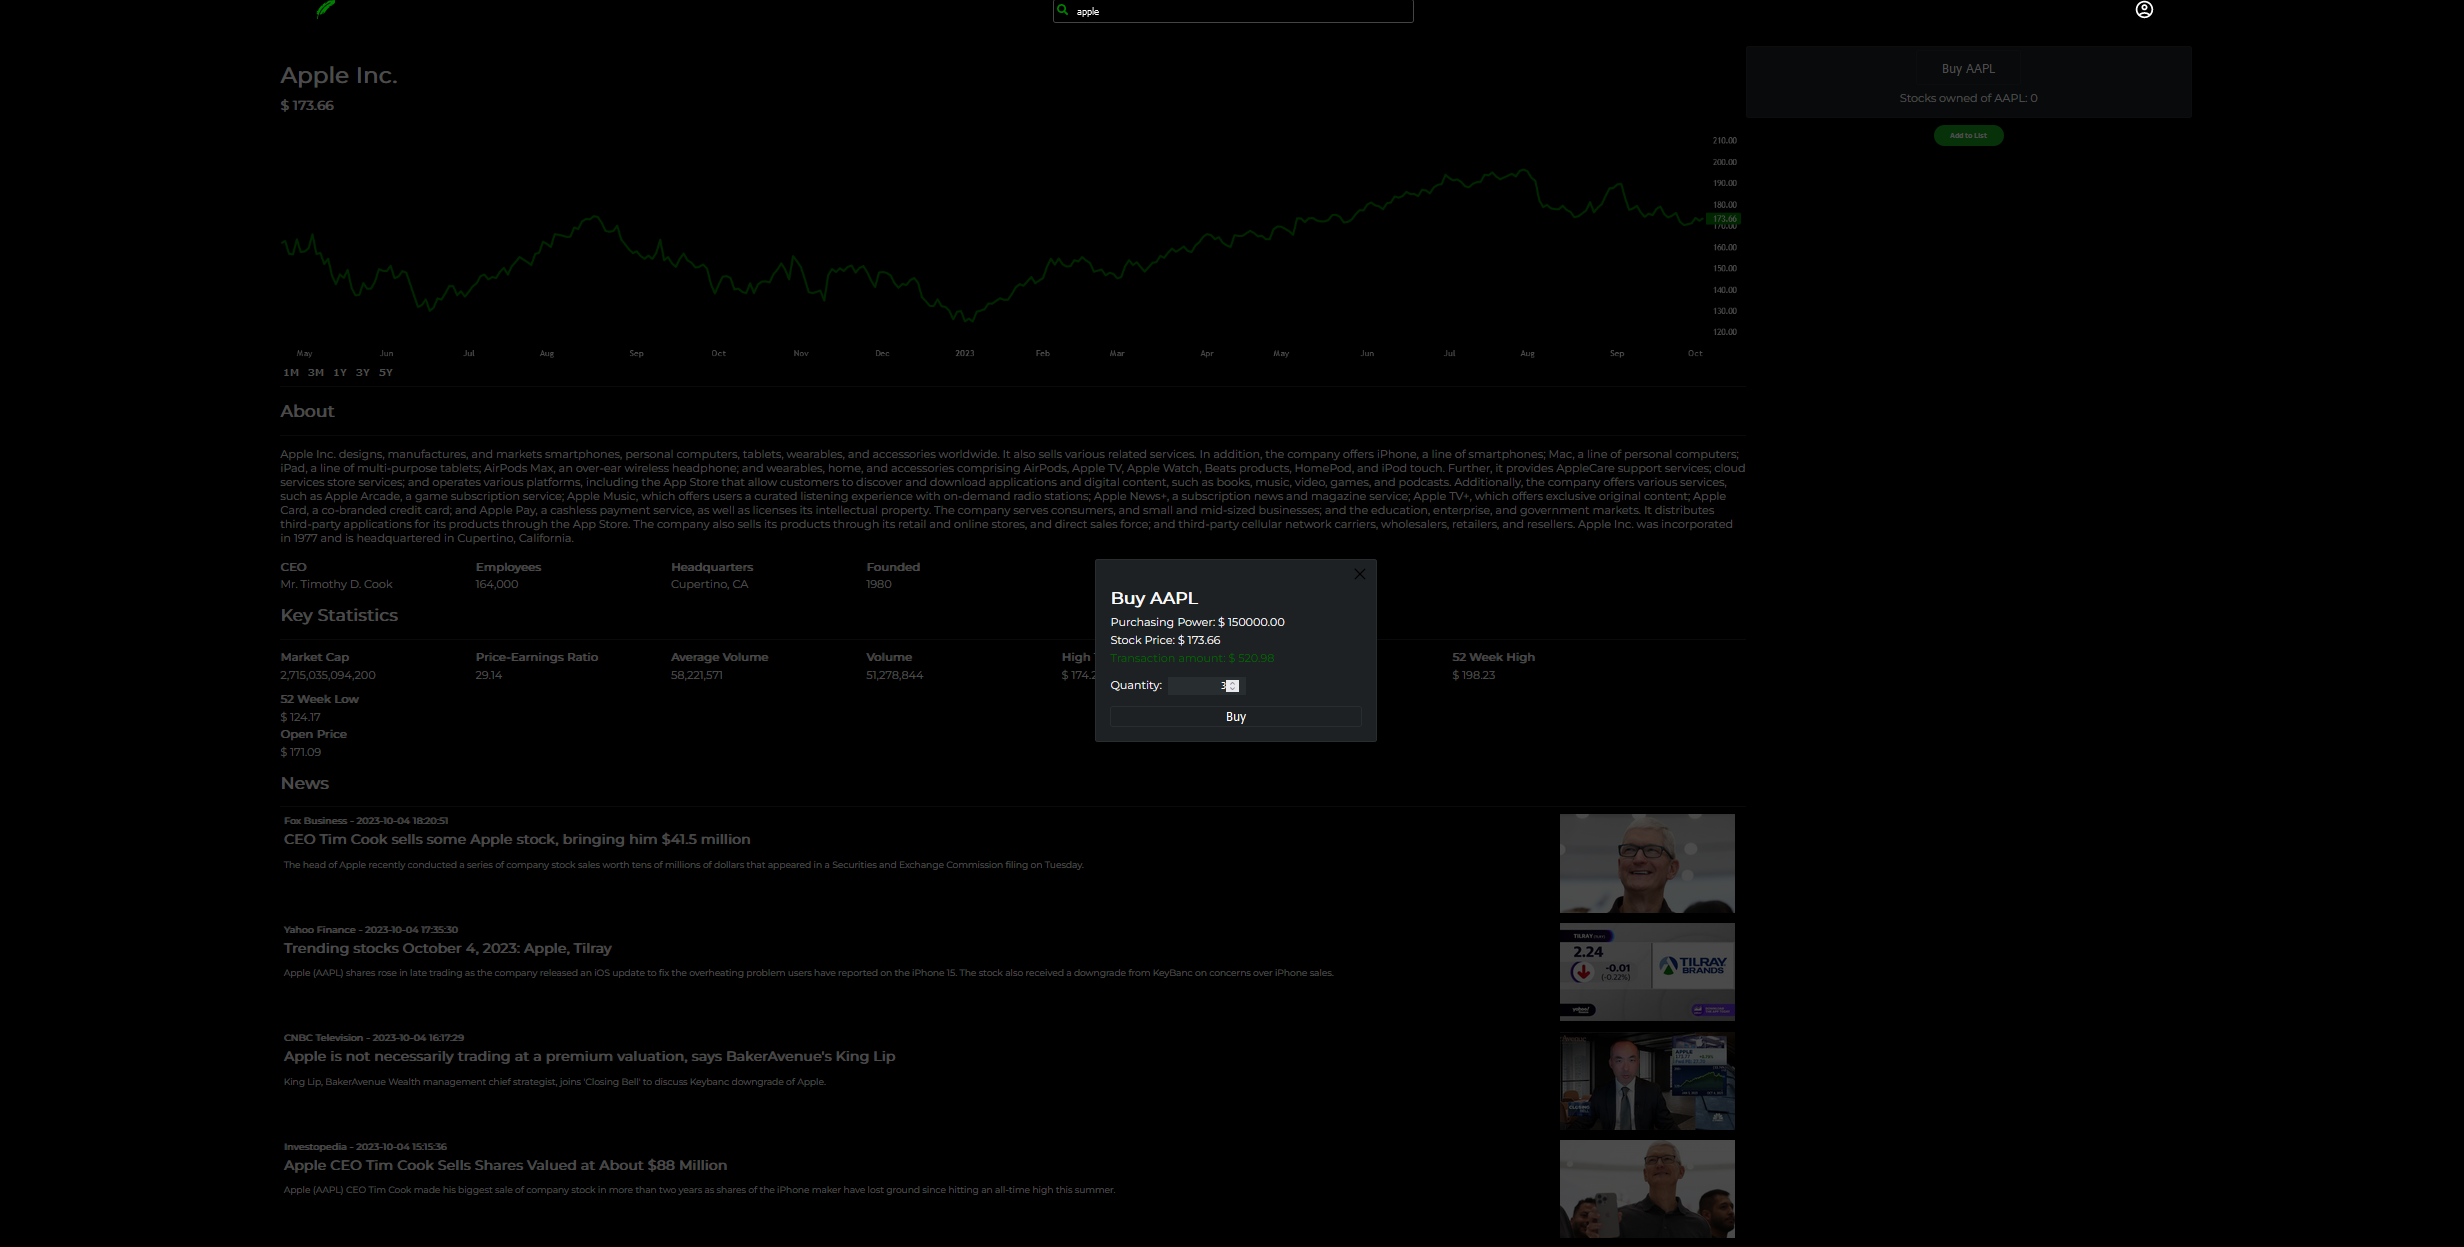 apple
Apple Inc.
$ 173.66
Buy AAPL
Stocks owned of AAPL: 0
Add to List
210.00
200.00
190.00
180.00
173.66
170.00
160.00
150.00
140.00
130.00
120.00
May Jun Jul Aug Sep Oct Nov Dec 2023 Feb Mar Apr May Jun Jul Aug Sep Oct
1M 3M 1Y 3Y 5Y
About
Apple Inc. designs, manufactures, and markets smartphones, personal computers, tablets, wearables, and accessories worldwide. It also sells various related services. In addition, the company offers iPhone, a line of smartphones; Mac, a line of personal computers;
iPad, a line of multi-purpose tablets; AirPods Max, an over-ear wireless headphone; and wearables, home, and accessories comprising AirPods, Apple TV, Apple Watch, Beats products, HomePod, and iPod touch. Further, it provides AppleCare support services; cloud
services store services; and operates various platforms, including the App Store that allow customers to discover and download applications and digital content, such as books, music, video, games, and podcasts. Additionally, the company offers various services,
such as Apple Arcade, a game subscription service; Apple Music, which offers users a curated listening experience with on-demand radio stations; Apple News+, a subscription news and magazine service; Apple TV+, which offers exclusive original content; Apple
Card, a co-branded credit card; and Apple Pay, a cashless payment service, as well as licenses its intellectual property. The company serves consumers, and small and mid-sized businesses; and the education, enterprise, and government markets. It distributes
third-party applications for its products through the App Store. The company also sells its products through its retail and online stores, and direct sales force; and third-party cellular network carriers, wholesalers, retailers, and resellers. Apple Inc. was incorporated
in 1977 and is headquartered in Cupertino, California.
CEO Employees Headquarters Founded
Mr. Timothy D. Cook 164,000 Cupertino, CA 1980
Buy AAPL
Purchasing Power: $ 150000.00
Stock Price: $ 173.66
Transaction amount: $ 520.98
Quantity: 3
Buy
Key Statistics
Market Cap Price-Earnings Ratio Average Volume Volume High 52 Week High
2,715,035,094,200 29.14 58,221,571 51,278,844 $ 174.2 $ 198.23
52 Week Low
$ 124.17
Open Price
$ 171.09
News
Fox Business - 2023-10-04 18:20:51
CEO Tim Cook sells some Apple stock, bringing him $41.5 million
The head of Apple recently conducted a series of company stock sales worth tens of millions of dollars that appeared in a Securities and Exchange Commission filing on Tuesday.
Yahoo Finance - 2023-10-04 17:35:30
Trending stocks October 4, 2023: Apple, Tilray
Apple (AAPL) shares rose in late trading as the company released an iOS update to fix the overheating problem users have reported on the iPhone 15. The stock also received a downgrade from KeyBanc on concerns over iPhone sales.
TILRAY
2.24
-0.01
(-0.22%)
TILRAY
BRANDS
CNBC Television - 2023-10-04 16:17:29
Apple is not necessarily trading at a premium valuation, says BakerAvenue's King Lip
King Lip, BakerAvenue Wealth management chief strategist, joins 'Closing Bell' to discuss Keybanc downgrade of Apple.
APPLE
CLOSING
Investopedia - 2023-10-04 15:15:36
Apple CEO Tim Cook Sells Shares Valued at About $88 Million
Apple (AAPL) CEO Tim Cook made his biggest sale of company stock in more than two years as shares of the iPhone maker have lost ground since hitting an all-time high this summer.